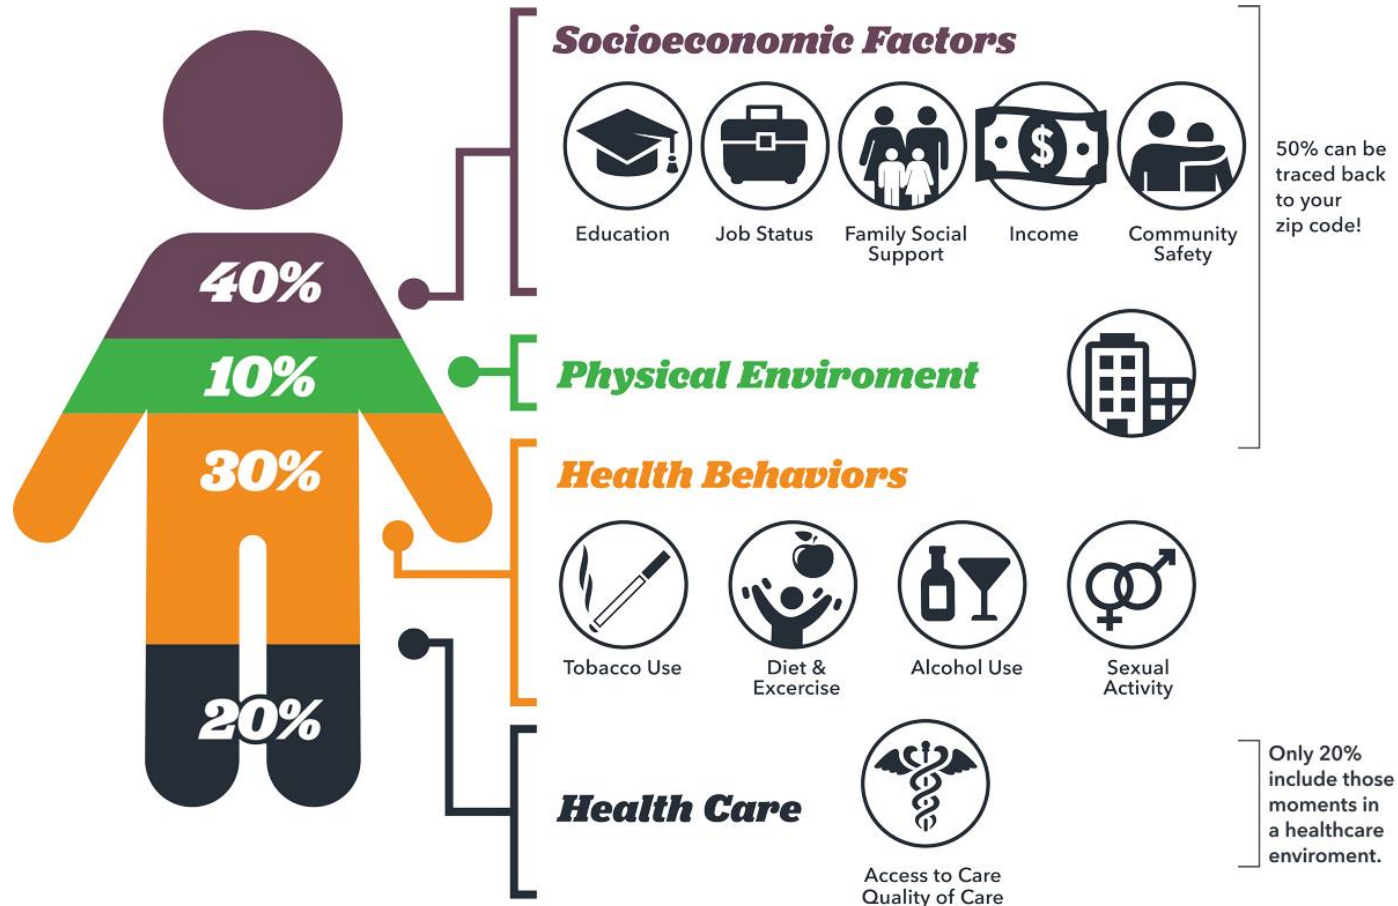 Socioeconomic Factors
$
Education
Job Status
Family Social
Support
Income
Community
Safety
50% can be
traced back
to your
zip code!
40%
10%
Physical Enviroment
30%
Health Behaviors
Tobacco Use
Diet &
Excercise
Alcohol Use
Sexual
Activity
20%
Health Care
Access to Care
Quality of Care
Only 20%
include those
moments in
a healthcare
enviroment.